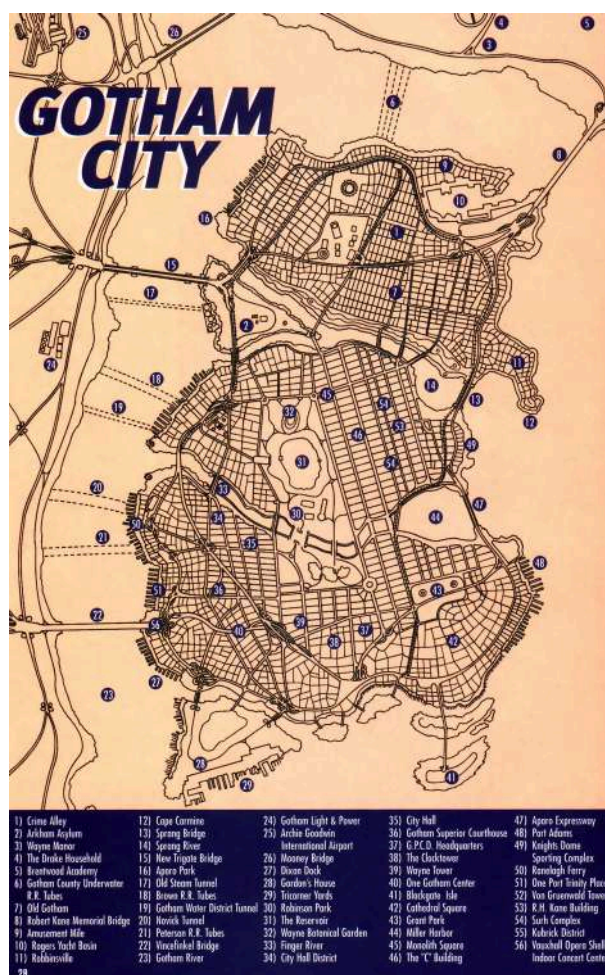 GOTHAM
CITY
1) Crime Alley
2) Arkham Asylum
3) Wayne Manor
4) The Drake Household
5) Brentwood Academy
6) Gotham County Underwater
R.R. Tubes
7) Old Gotham
8) Robert Kane Memorial Bridge
9) Amusement Mile
10) Rogers Yacht Basin
11) Robbinsville
12) Cape Carmine
13) Sprang Bridge
14) Sprang River
15) New Trigate Bridge
16) Aparo Park
17) Old Steam Tunnel
18) Brown R.R. Tubes
19) Gotham Water District Tunnel
20) Novick Tunnel
21) Peterson R.R. Tubes
22) Vincefinkel Bridge
23) Gotham River
24) Gotham Light & Power
25) Archie Goodwin
International Airport
26) Mooney Bridge
27) Dixon Dock
28) Gordon's House
29) Tricorner Yards
30) Robinson Park
31) The Reservoir
32) Wayne Botanical Garden
33) Finger River
34) City Hall District
35) City Hall
36) Gotham Superior Courthouse
37) G.P.C.D. Headquarters
38) The Clocktower
39) Wayne Tower
40) One Gotham Center
41) Blackgate Isle
42) Cathedral Square
43) Grant Park
44) Miller Harbor
45) Monolith Square
46) The "C" Building
47) Aparo Expressway
48) Port Adams
49) Knights Dome
Sporting Complex
50) Ranelagh Ferry
51) One Port Trinity Place
52) Von Gruenwald Tower
53) R.H. Kane Building
54) Surh Complex
55) Kubrick District
56) Vauxhall Opera Shell
Indoor Concert Center
28